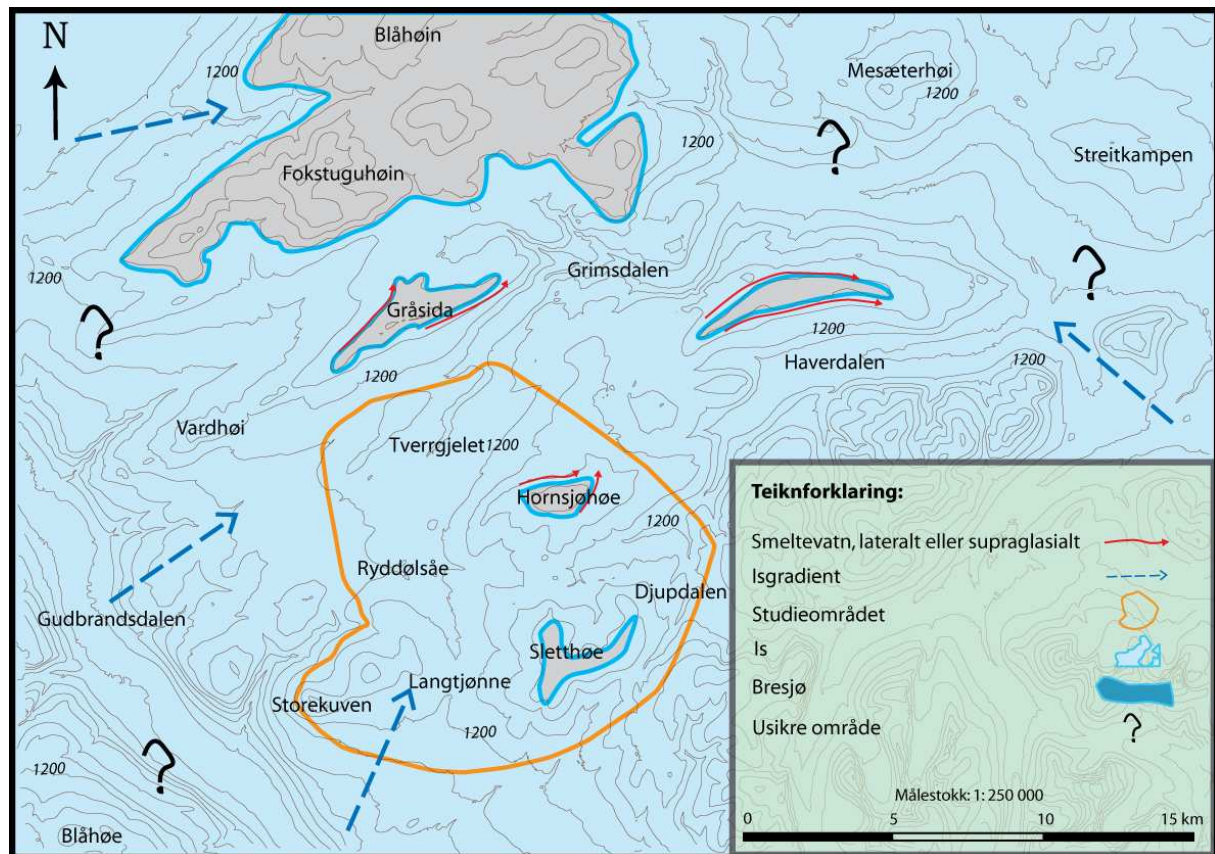 N
Blåhøin
1200
Mesæterhøi
1200
1200
?
Streitkampen
Fokstuguhøin
1200
Grimsdalen
?
Gråsida
?
1200
Haverdalen
1200
1200
Vardhøi
Tverrgjelet
1200
Hornsjøhøe
1200
Ryddølsåe
Djupdalen
Gudbrandsdalen
Sletthøe
Langtjønne
Storekuven
1200
?
1200
Blåhøe
Teiknforklaring:
Smeltevatn, lateralt eller supraglasialt
Isgradient
Studieområdet
Is
Bresjø
Usikre område
?
Målestokk: 1: 250 000
0 5 10 15 km